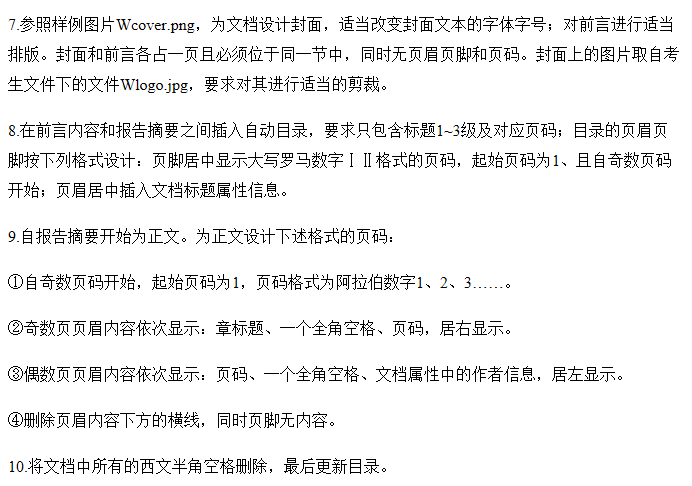 7.参照样例图片Wcover.png，为文档设计封面，适当改变封面文本的字体字号；对前言进行适当
排版。封面和前言各占一页且必须位于同一节中，同时无页眉页脚和页码。封面上的图片取自考
生文件下的文件Wlogo.jpg，要求对其进行适当的剪裁。
8.在前言内容和报告摘要之间插入自动目录，要求只包含标题1~3级及对应页码；目录的页眉页
脚按下列格式设计：页脚居中显示大写罗马数字ⅠⅡ格式的页码，起始页码为1、且自奇数页码
开始；页眉居中插入文档标题属性信息。
9.自报告摘要开始为正文。为正文设计下述格式的页码：
①自奇数页码开始，起始页码为1，页码格式为阿拉伯数字1、2、3……。
②奇数页页眉内容依次显示：章标题、一个全角空格、页码，居右显示。
③偶数页页眉内容依次显示：页码、一个全角空格、文档属性中的作者信息，居左显示。
④删除页眉内容下方的横线，同时页脚无内容。
10.将文档中所有的西文半角空格删除，最后更新目录。